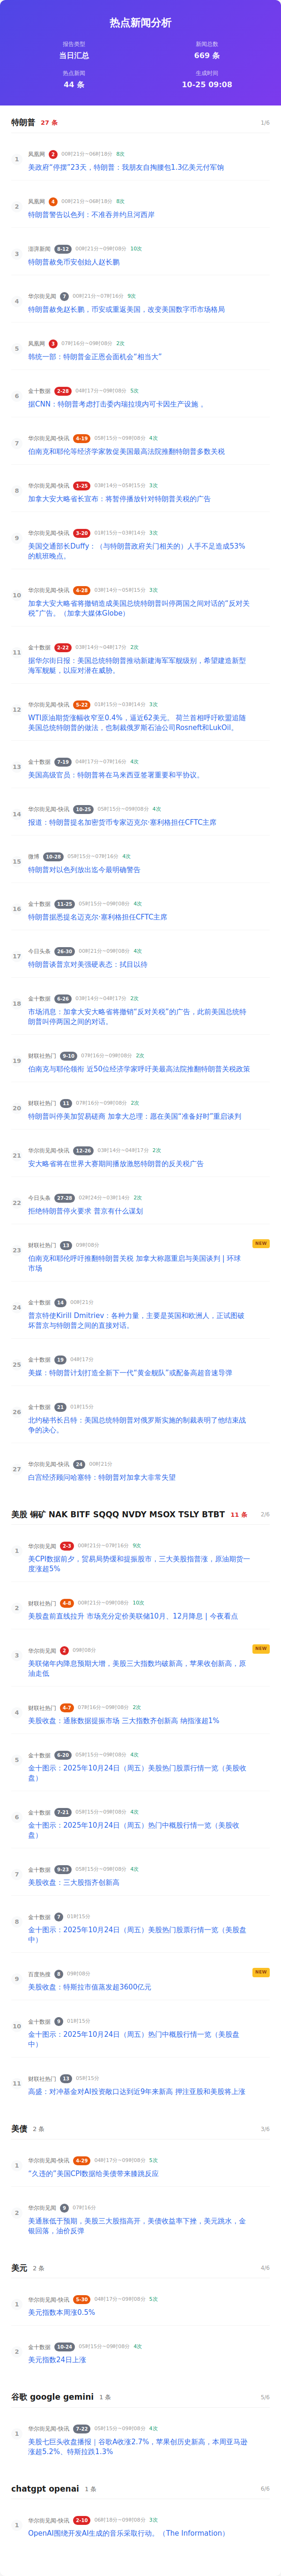 热点新闻分析
报告类型
当日汇总
新闻总数
669 条
热点新闻
44 条
生成时间
10-25 09:08
特朗普 27 条 1/6
1
凤凰网 2 00时21分~06时18分 8次
美政府“停摆”23天，特朗普：我朋友自掏腰包1.3亿美元付军饷
2
凤凰网 4 00时21分~06时18分 8次
特朗普警告以色列：不准吞并约旦河西岸
3
澎湃新闻 8-12 00时21分~09时08分 10次
特朗普赦免币安创始人赵长鹏
4
华尔街见闻 7 00时21分~07时16分 9次
特朗普赦免赵长鹏，币安或重返美国，改变美国数字币市场格局
5
凤凰网 3 07时16分~09时08分 2次
韩统一部：特朗普金正恩会面机会“相当大”
6
金十数据 2-28 04时17分~09时08分 5次
据CNN：特朗普考虑打击委内瑞拉境内可卡因生产设施 。
7
华尔街见闻-快讯 4-19 05时15分~09时08分 4次
伯南克和耶伦等经济学家敦促美国最高法院推翻特朗普多数关税
8
华尔街见闻-快讯 1-25 03时14分~05时15分 3次
加拿大安大略省长宣布：将暂停播放针对特朗普关税的广告
9
华尔街见闻-快讯 3-20 01时15分~03时14分 3次
美国交通部长Duffy：（与特朗普政府关门相关的）人手不足造成53%
的航班晚点。
10
华尔街见闻-快讯 4-28 03时14分~05时15分 3次
加拿大安大略省将撤销造成美国总统特朗普叫停两国之间对话的“反对关
税”广告。（加拿大媒体Globe）
11
金十数据 2-22 03时14分~04时17分 2次
据华尔街日报：美国总统特朗普推动新建海军军舰级别，希望建造新型
海军舰艇，以应对潜在威胁。
12
华尔街见闻-快讯 5-22 01时15分~03时14分 3次
WTI原油期货涨幅收窄至0.4%，逼近62美元。 荷兰首相呼吁欧盟追随
美国总统特朗普的做法，也制裁俄罗斯石油公司Rosneft和LukOil。
13
金十数据 7-19 04时17分~07时16分 4次
美国高级官员：特朗普将在马来西亚签署重要和平协议。
14
华尔街见闻-快讯 10-25 05时15分~09时08分 4次
报道：特朗普提名加密货币专家迈克尔·塞利格担任CFTC主席
15
微博 10-28 05时15分~07时16分 4次
特朗普对以色列放出迄今最明确警告
16
金十数据 11-25 05时15分~09时08分 4次
特朗普据悉提名迈克尔·塞利格担任CFTC主席
17
今日头条 26-30 00时21分~09时08分 4次
特朗普谈普京对美强硬表态：拭目以待
18
金十数据 6-26 03时14分~04时17分 2次
市场消息：加拿大安大略省将撤销“反对关税”的广告，此前美国总统特
朗普叫停两国之间的对话。
19
财联社热门 9-10 07时16分~09时08分 2次
伯南克与耶伦领衔 近50位经济学家呼吁美最高法院推翻特朗普关税政策
20
财联社热门 11 07时16分~09时08分 2次
特朗普叫停美加贸易磋商 加拿大总理：愿在美国“准备好时”重启谈判
21
华尔街见闻-快讯 12-26 03时14分~04时17分 2次
安大略省将在世界大赛期间播放激怒特朗普的反关税广告
22
今日头条 27-28 02时24分~03时14分 2次
拒绝特朗普停火要求 普京有什么谋划
23
财联社热门 13 09时08分
NEW
伯南克和耶伦呼吁推翻特朗普关税 加拿大称愿重启与美国谈判 | 环球
市场
24
金十数据 14 00时21分
普京特使Kirill Dmitriev：各种力量，主要是英国和欧洲人，正试图破
坏普京与特朗普之间的直接对话。
25
金十数据 19 04时17分
美媒：特朗普计划打造全新下一代“黄金舰队”或配备高超音速导弹
26
金十数据 21 01时15分
北约秘书长吕特：美国总统特朗普对俄罗斯实施的制裁表明了他结束战
争的决心。
27
华尔街见闻-快讯 24 00时21分
白宫经济顾问哈塞特：特朗普对加拿大非常失望
美股 铜矿 NAK BITF SQQQ NVDY MSOX TSLY BTBT 11 条 2/6
1
华尔街见闻 2-3 00时21分~07时16分 9次
美CPI数据前夕，贸易局势缓和提振股市，三大美股指普涨，原油期货一
度涨超5%
2
财联社热门 4-8 00时21分~09时08分 10次
美股盘前直线拉升 市场充分定价美联储10月、12月降息 | 今夜看点
3
华尔街见闻 2 09时08分
NEW
美联储年内降息预期大增，美股三大指数均破新高，苹果收创新高，原
油走低
4
财联社热门 4-7 07时16分~09时08分 2次
美股收盘：通胀数据提振市场 三大指数齐创新高 纳指涨超1%
5
金十数据 6-20 05时15分~09时08分 4次
金十图示：2025年10月24日（周五）美股热门股票行情一览（美股收
盘）
6
金十数据 7-21 05时15分~09时08分 4次
金十图示：2025年10月24日（周五）热门中概股行情一览（美股收
盘）
7
金十数据 9-23 05时15分~09时08分 4次
美股收盘：三大股指齐创新高
8
金十数据 7 01时15分
金十图示：2025年10月24日（周五）美股热门股票行情一览（美股盘
中）
9
百度热搜 8 09时08分
NEW
美股收盘：特斯拉市值蒸发超3600亿元
10
金十数据 9 01时15分
金十图示：2025年10月24日（周五）热门中概股行情一览（美股盘
中）
11
财联社热门 13 05时15分
高盛：对冲基金对AI投资敞口达到近9年来新高 押注亚股和美股将上涨
美债 2 条 3/6
1
华尔街见闻-快讯 4-29 04时17分~09时08分 5次
“久违的”美国CPI数据给美债带来膝跳反应
2
华尔街见闻 9 07时16分
美通胀低于预期，美股三大股指高开，美债收益率下挫，美元跳水，金
银回落，油价反弹
美元 2 条 4/6
1
华尔街见闻-快讯 5-30 04时17分~09时08分 5次
美元指数本周涨0.5%
2
金十数据 10-24 05时15分~09时08分 4次
美元指数24日上涨
谷歌 google gemini 1 条 5/6
1
华尔街见闻-快讯 7-22 05时15分~09时08分 4次
美股七巨头收盘播报｜谷歌A收涨2.7%，苹果创历史新高，本周亚马逊
涨超5.2%、特斯拉跌1.3%
chatgpt openai 1 条 6/6
1
华尔街见闻-快讯 2-10 06时18分~09时08分 3次
OpenAI围绕开发AI生成的音乐采取行动。（The Information）